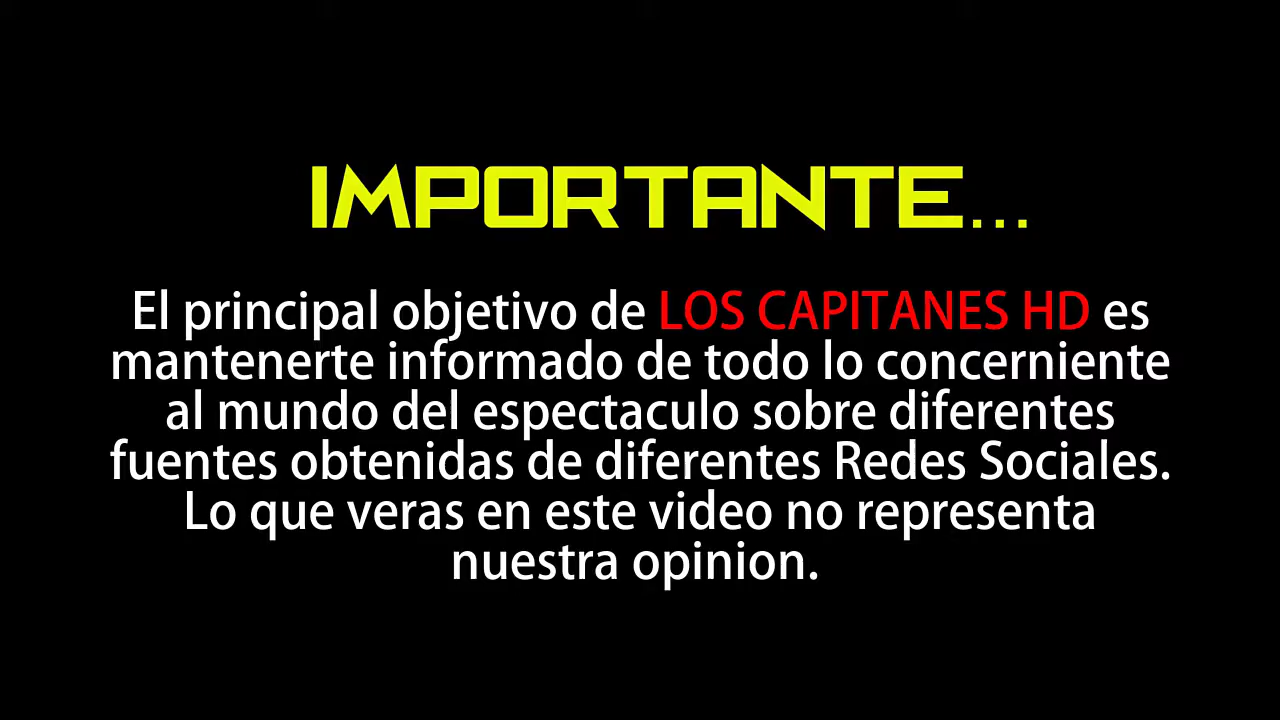 IMPORTANTE...
El principal objetivo de LOS CAPITANES HD es
mantenerte informado de todo lo concerniente
al mundo del espectaculo sobre diferentes
fuentes obtenidas de diferentes Redes Sociales.
Lo que veras en este video no representa
nuestra opinion.